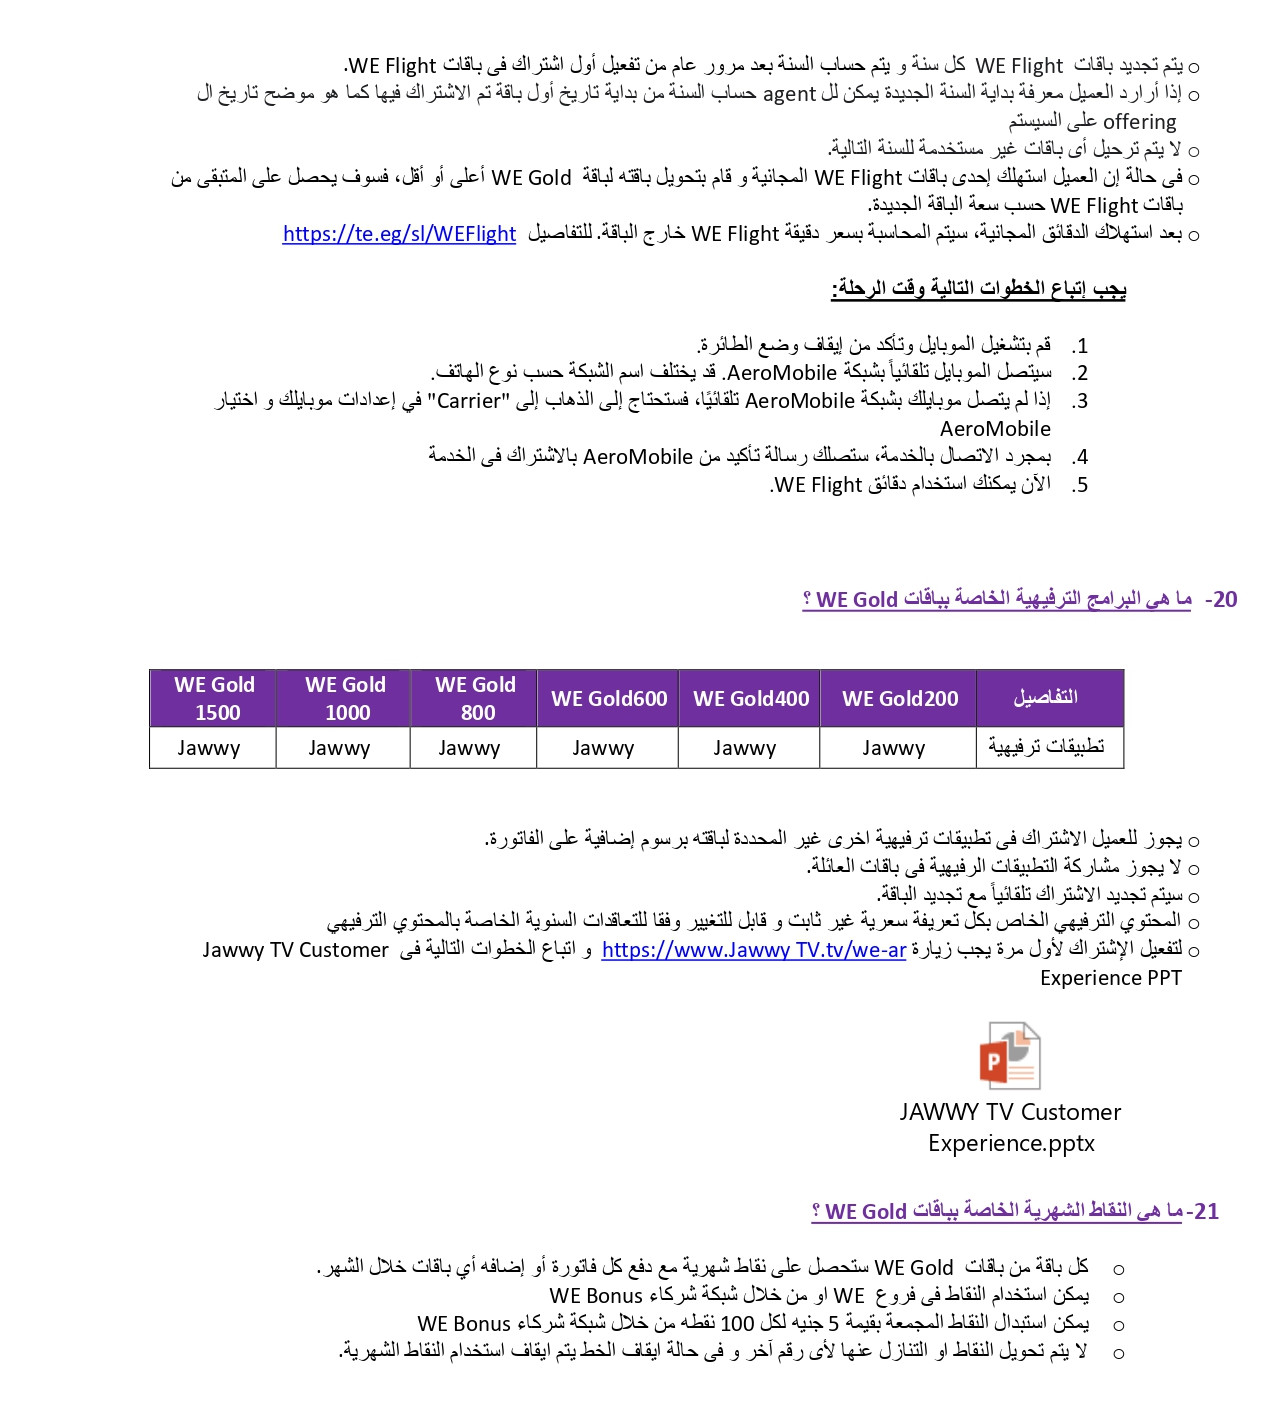 o يتم تجديد باقات WE Flight كل سنة و يتم حساب السنة بعد مرور عام من تفعيل أول اشتراك فى باقات WE Flight.
o إذا أرارد العميل معرفة بداية السنة الجديدة يمكن لل agent حساب السنة من بداية تاريخ أول باقة تم الاشتراك فيها كما هو موضح تاريخ ال
offering على السيستم
o لا يتم ترحيل أى باقات غير مستخدمة للسنة التالية.
o فى حالة إن العميل استهلك إحدى باقات WE Flight المجانية و قام بتحويل باقته لباقة WE Gold أعلى أو أقل، فسوف يحصل على المتبقى من
باقات WE Flight حسب سعة الباقة الجديدة.
o بعد استهلاك الدقائق المجانية، سيتم المحاسبة بسعر دقيقة WE Flight خارج الباقة. للتفاصيل https://te.eg/sl/WEFlight
يجب إتباع الخطوات التالية وقت الرحلة:
1. قم بتشغيل الموبايل وتأكد من إيقاف وضع الطائرة.
2. سيتصل الموبايل تلقائياً بشبكة AeroMobile. قد يختلف اسم الشبكة حسب نوع الهاتف.
3. إذا لم يتصل موبايلك بشبكة AeroMobile تلقائيًا، فستحتاج إلى الذهاب إلى "Carrier" في إعدادات موبايلك و اختيار
AeroMobile
4. بمجرد الاتصال بالخدمة، ستصلك رسالة تأكيد من AeroMobile بالاشتراك فى الخدمة
5. الآن يمكنك استخدام دقائق WE Flight.
20- ما هى البرامج الترفيهية الخاصة بباقات WE Gold ؟
التفاصيل WE Gold200 WE Gold400 WE Gold600 WE Gold 800 WE Gold 1000 WE Gold 1500
تطبيقات ترفيهية Jawwy Jawwy Jawwy Jawwy Jawwy Jawwy
o يجوز للعميل الاشتراك فى تطبيقات ترفيهية اخرى غير المحددة لباقته برسوم إضافية على الفاتورة.
o لا يجوز مشاركة التطبيقات الرفيهية فى باقات العائلة.
o سيتم تجديد الاشتراك تلقائياً مع تجديد الباقة.
o المحتوي الترفيهي الخاص بكل تعريفة سعرية غير ثابت و قابل للتغيير وفقا للتعاقدات السنوية الخاصة بالمحتوي الترفيهي
o لتفعيل الإشتراك لأول مرة يجب زيارة https://www.Jawwy TV.tv/we-ar و اتباع الخطوات التالية فى Jawwy TV Customer
Experience PPT
JAWWY TV Customer
Experience.pptx
21- ما هى النقاط الشهرية الخاصة بباقات WE Gold ؟
o كل باقة من باقات WE Gold ستحصل على نقاط شهرية مع دفع كل فاتورة أو إضافه أي باقات خلال الشهر.
o يمكن استخدام النقاط فى فروع WE او من خلال شبكة شركاء WE Bonus
o يمكن استبدال النقاط المجمعة بقيمة 5 جنيه لكل 100 نقطه من خلال شبكة شركاء WE Bonus
o لا يتم تحويل النقاط او التنازل عنها لأى رقم آخر و فى حالة ايقاف الخط يتم ايقاف استخدام النقاط الشهرية.